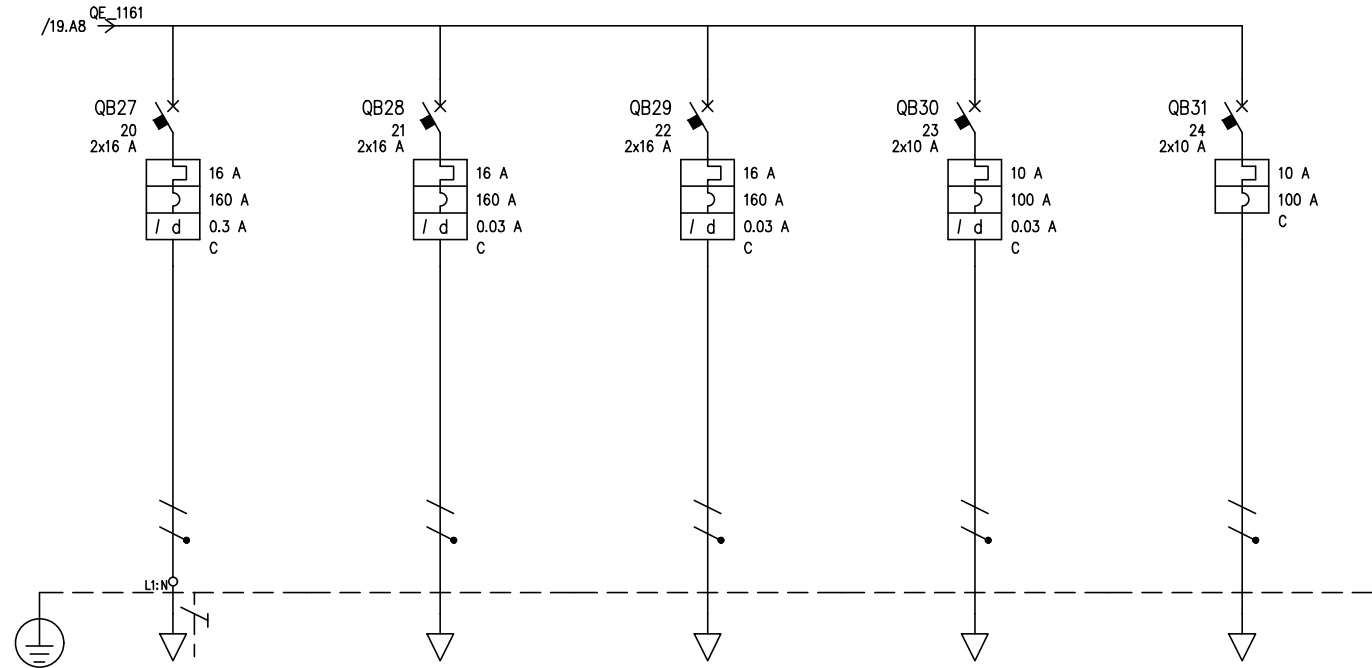 QE_1161
/19.A8
QB27
20
2x16 A
16 A
160 A
I d
0.3 A
C
QB28
21
2x16 A
16 A
160 A
I d
0.03 A
C
QB29
22
2x16 A
16 A
160 A
I d
0.03 A
C
QB30
23
2x10 A
10 A
100 A
I d
0.03 A
C
QB31
24
2x10 A
10 A
100 A
C
L1:N